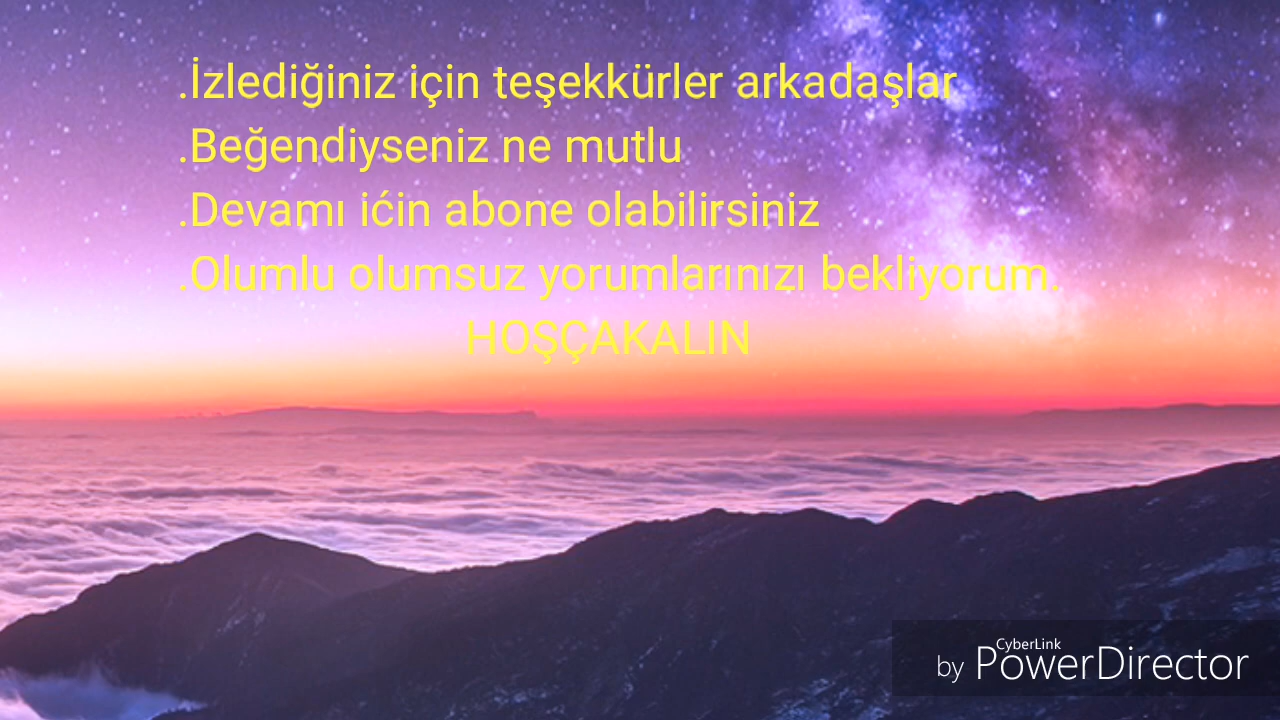 .İzlediğiniz için teşekkürler arkadaşlar
.Beğendiyseniz ne mutlu
.Devamı ićin abone olabilirsiniz
.Olumlu olumsuz yorumlarınızı bekliyorum.
HOŞÇAKALIN
CyberLink
by PowerDirector